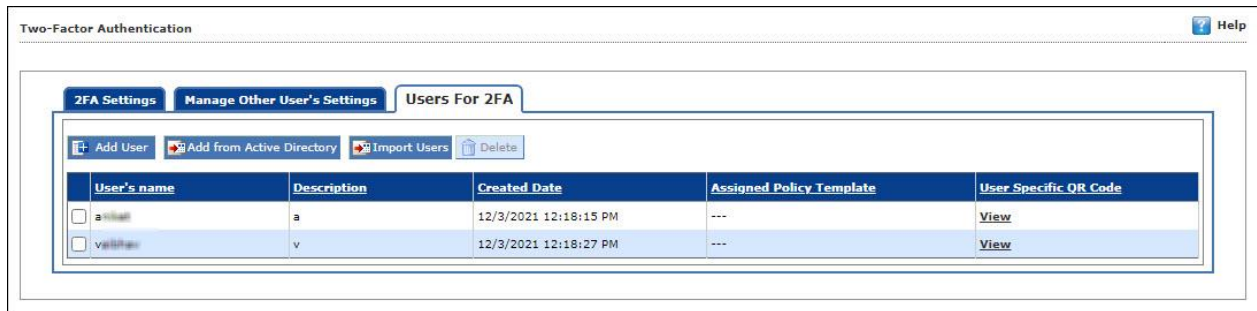 Two-Factor Authentication Help
2FA Settings Manage Other User's Settings Users For 2FA
Add User Add from Active Directory Import Users Delete
User's name Description Created Date Assigned Policy Template User Specific QR Code
a 12/3/2021 12:18:15 PM --- View
v 12/3/2021 12:18:27 PM --- View